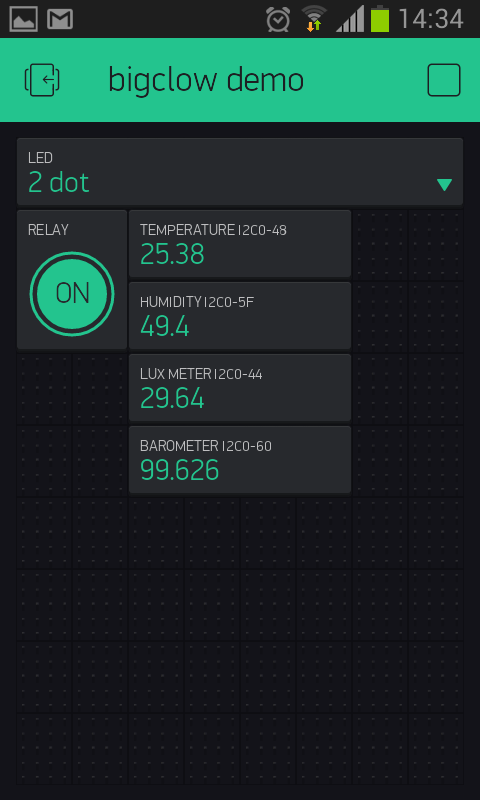 14:34
bigclow demo
LED
2 dot
RELAY
ON
TEMPERATURE I2C0-48
25.38
HUMIDITY I2C0-5F
49.4
LUX METER I2C0-44
29.64
BAROMETER I2C0-60
99.626